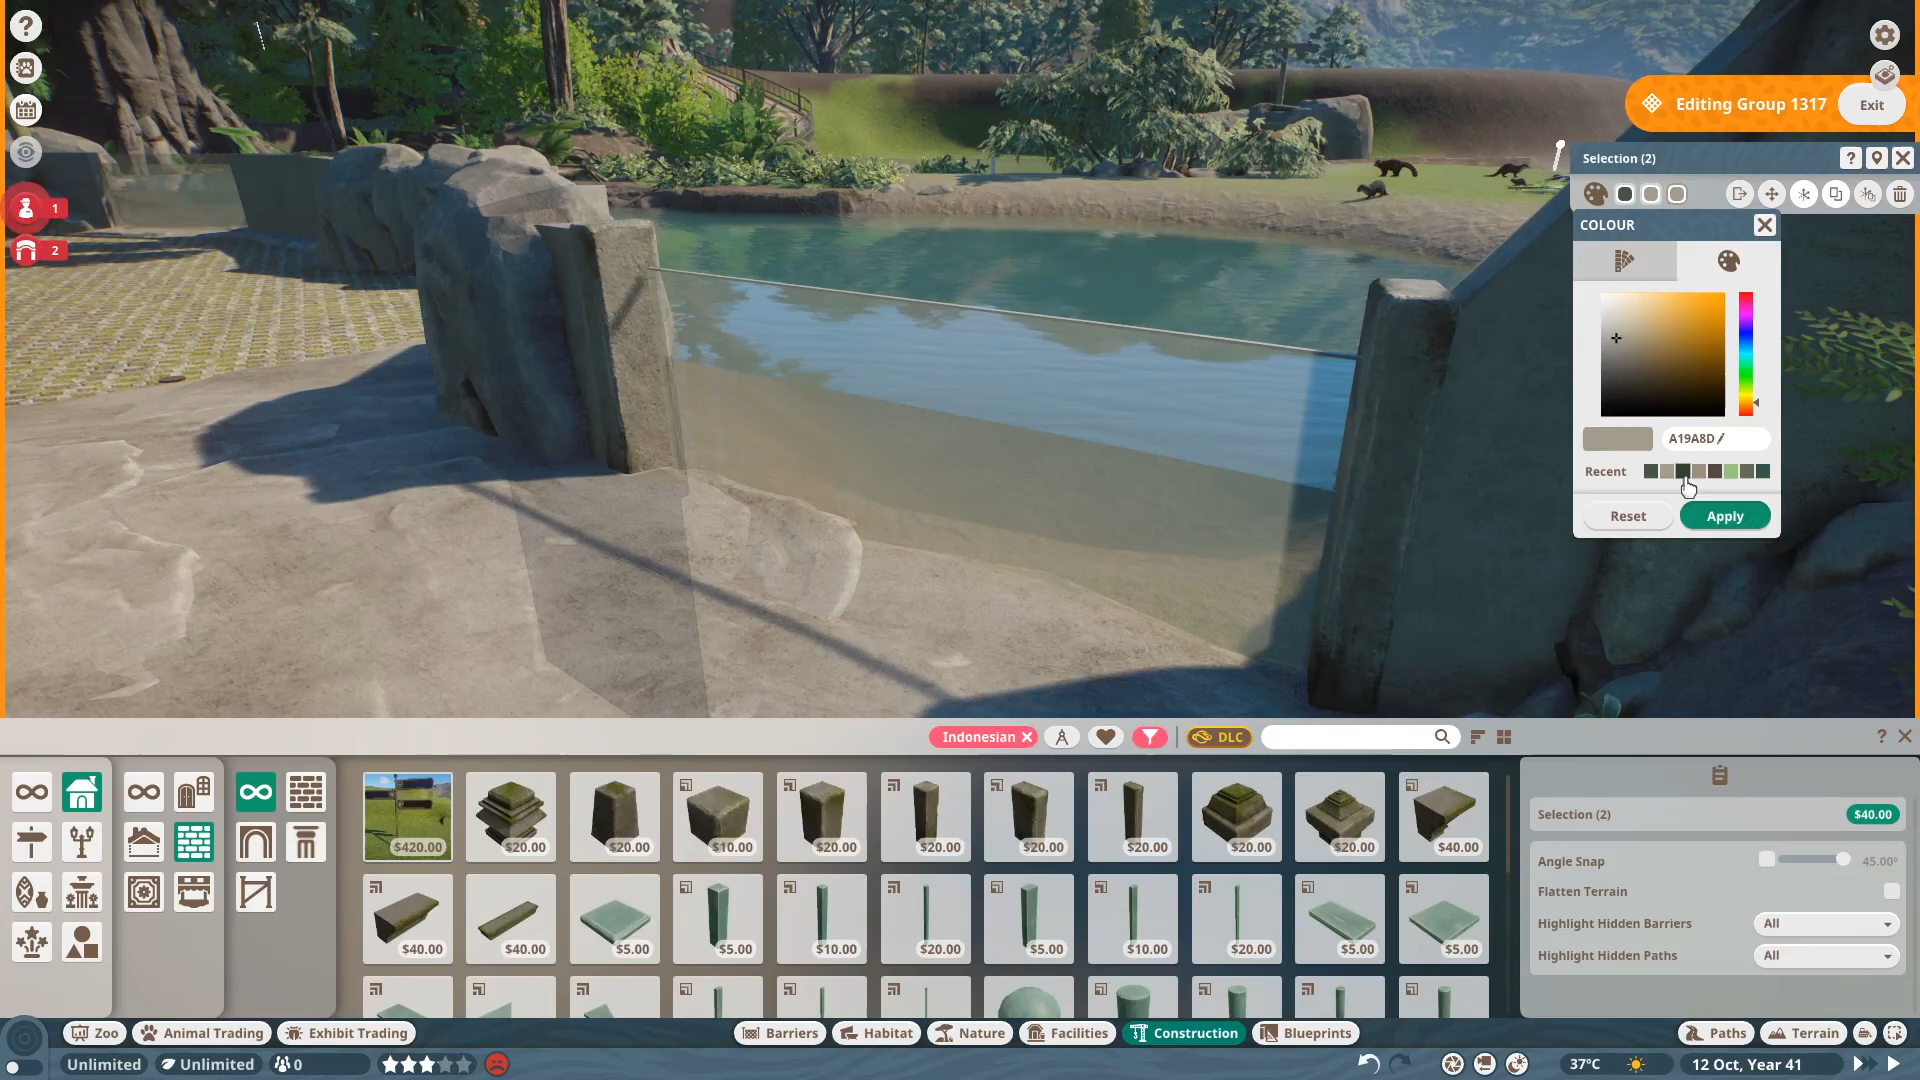 ?
Editing Group 1317
Exit
Selection (2)
?
1
2
COLOUR
A19A8D
Recent
Reset
Apply
Indonesian
DLC
?
$420.00
$20.00
$20.00
$10.00
$20.00
$20.00
$20.00
$20.00
$20.00
$20.00
$40.00
$40.00
$40.00
$5.00
$5.00
$10.00
$20.00
$5.00
$10.00
$20.00
$5.00
$5.00
Selection (2)
$40.00
Angle Snap
45.00°
Flatten Terrain
Highlight Hidden Barriers
All
Highlight Hidden Paths
All
Zoo
Animal Trading
Exhibit Trading
Barriers
Habitat
Nature
Facilities
Construction
Blueprints
Paths
Terrain
Unlimited
Unlimited
0
37°C
12 Oct, Year 41